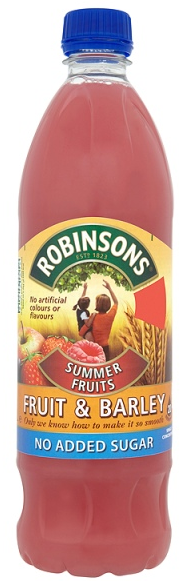 ROBINSONS
ESTD 1823
No artificial
colours or
flavours
SUMMER
FRUITS
FRUIT & BARLEY
Only we know how to make it so smooth
NO ADDED SUGAR